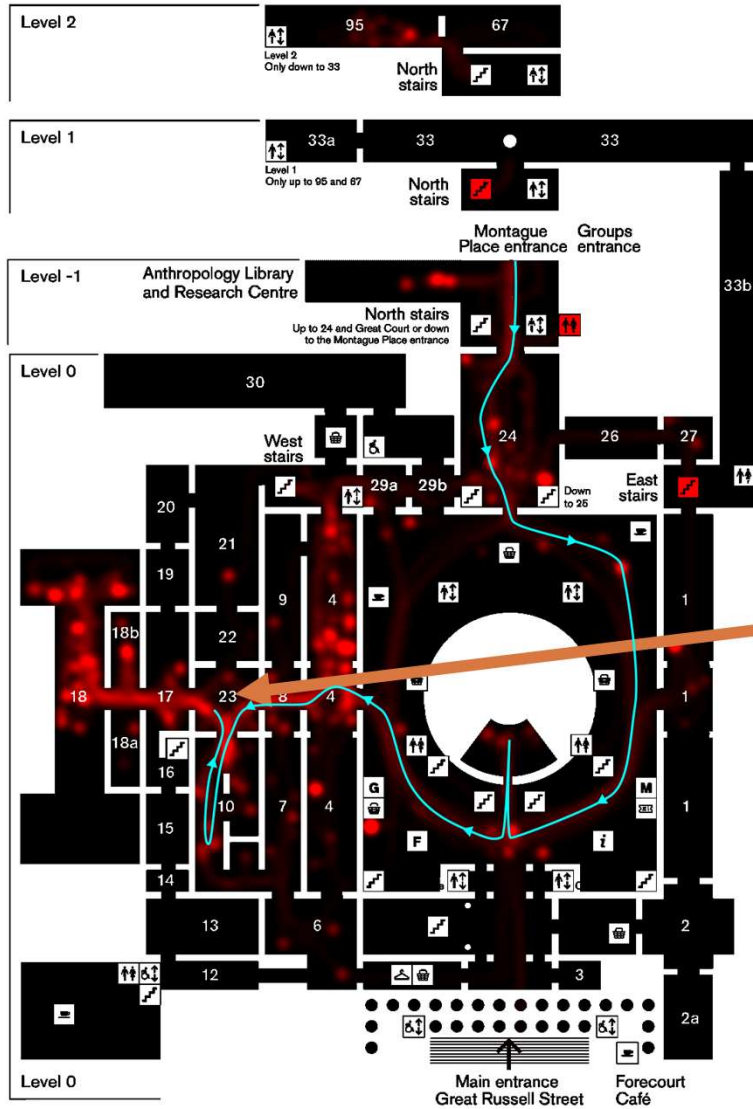 Level 2
95
67
Level 2
Only down to 33
North
stairs
Level 1
33a
33
33
Level 1
Only up to 95 and 67
North
stairs
Montague
Place entrance
Groups
entrance
Level -1
Anthropology Library
and Research Centre
33b
North stairs
Up to 24 and Great Court or down
to the Montague Place entrance
Level 0
30
West
stairs
24
26
27
29a
29b
Down
to 25
East
stairs
20
21
19
9
4
1
18b
22
18
17
23
8
4
1
18a
16
10
7
4
G
M
1
15
F
i
14
13
6
2
12
3
2a
Level 0
Main entrance
Great Russell Street
Forecourt
Café